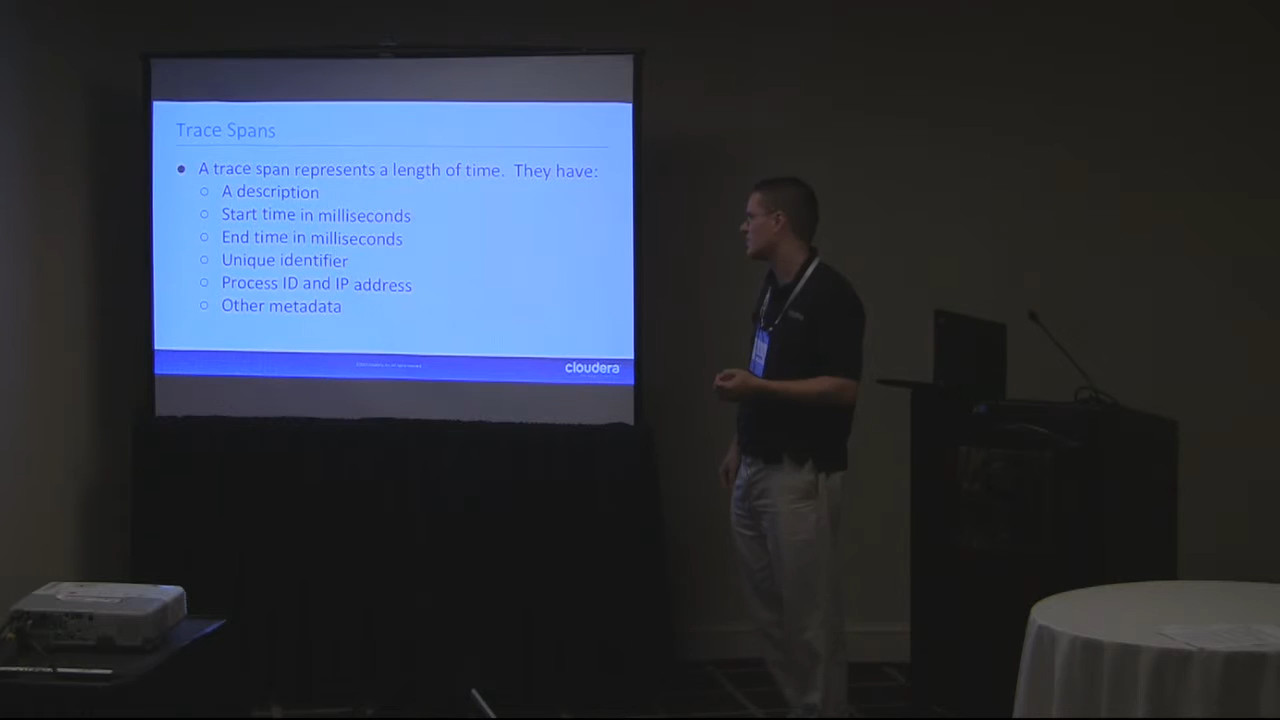 Trace Spans
● A trace span represents a length of time. They have:
○ A description
○ Start time in milliseconds
○ End time in milliseconds
○ Unique identifier
○ Process ID and IP address
○ Other metadata
cloudera